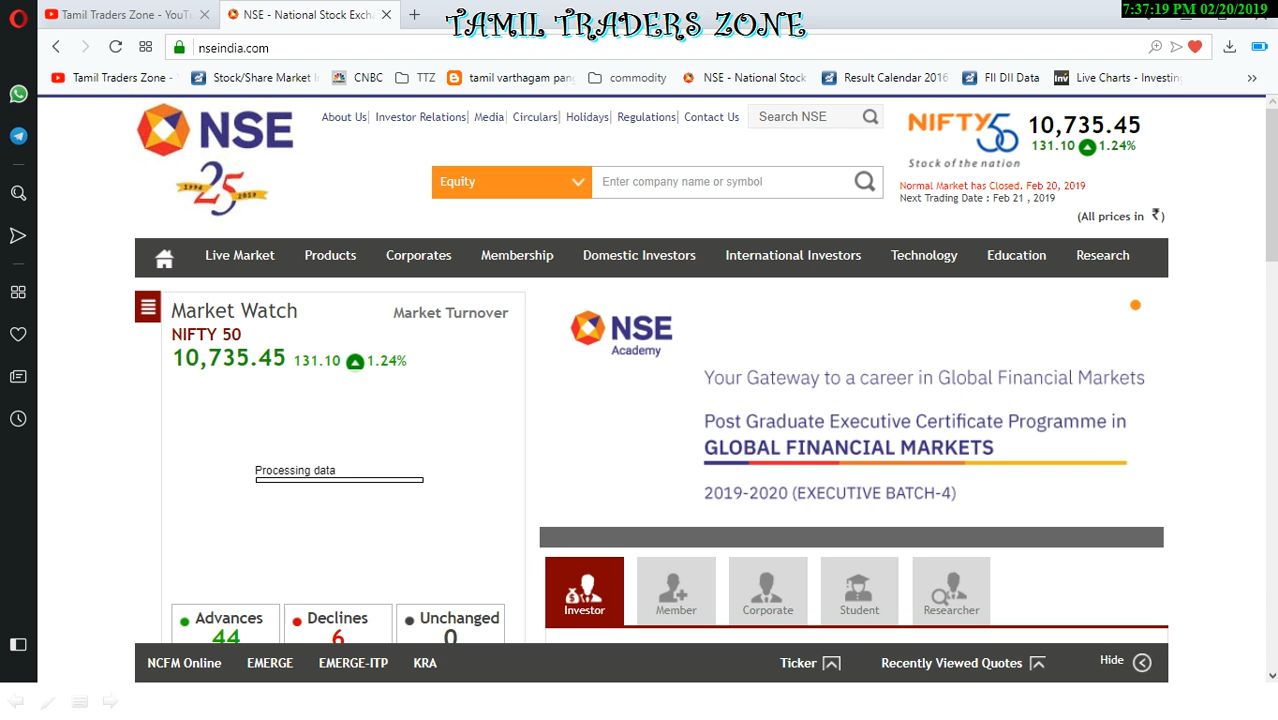 Tamil Traders Zone - YouT
NSE - National Stock Excha
TAMIL TRADERS ZONE
7:37:19 PM 02/20/2019
nseindia.com
Tamil Traders Zone -
Stock/Share Market I
CNBC
TTZ
tamil varthagam pang
commodity
NSE - National Stock
Result Calendar 2016
FII DII Data
Inv
Live Charts - Investing
NSE
1994 25 2019
About Us| Investor Relations| Media| Circulars| Holidays| Regulations| Contact Us
Search NSE
Equity
Enter company name or symbol
NIFTY 50
Stock of the nation
10,735.45
131.10 1.24%
Normal Market has Closed. Feb 20, 2019
Next Trading Date : Feb 21 , 2019
(All prices in ₹)
Live Market Products Corporates Membership Domestic Investors International Investors Technology Education Research
Market Watch
Market Turnover
NIFTY 50
10,735.45 131.10 1.24%
Processing data
Advances
44
Declines
6
Unchanged
0
NSE
Academy
Your Gateway to a career in Global Financial Markets
Post Graduate Executive Certificate Programme in
GLOBAL FINANCIAL MARKETS
2019-2020 (EXECUTIVE BATCH-4)
Investor
Member
Corporate
Student
Researcher
NCFM Online EMERGE EMERGE-ITP KRA
Ticker
Recently Viewed Quotes
Hide